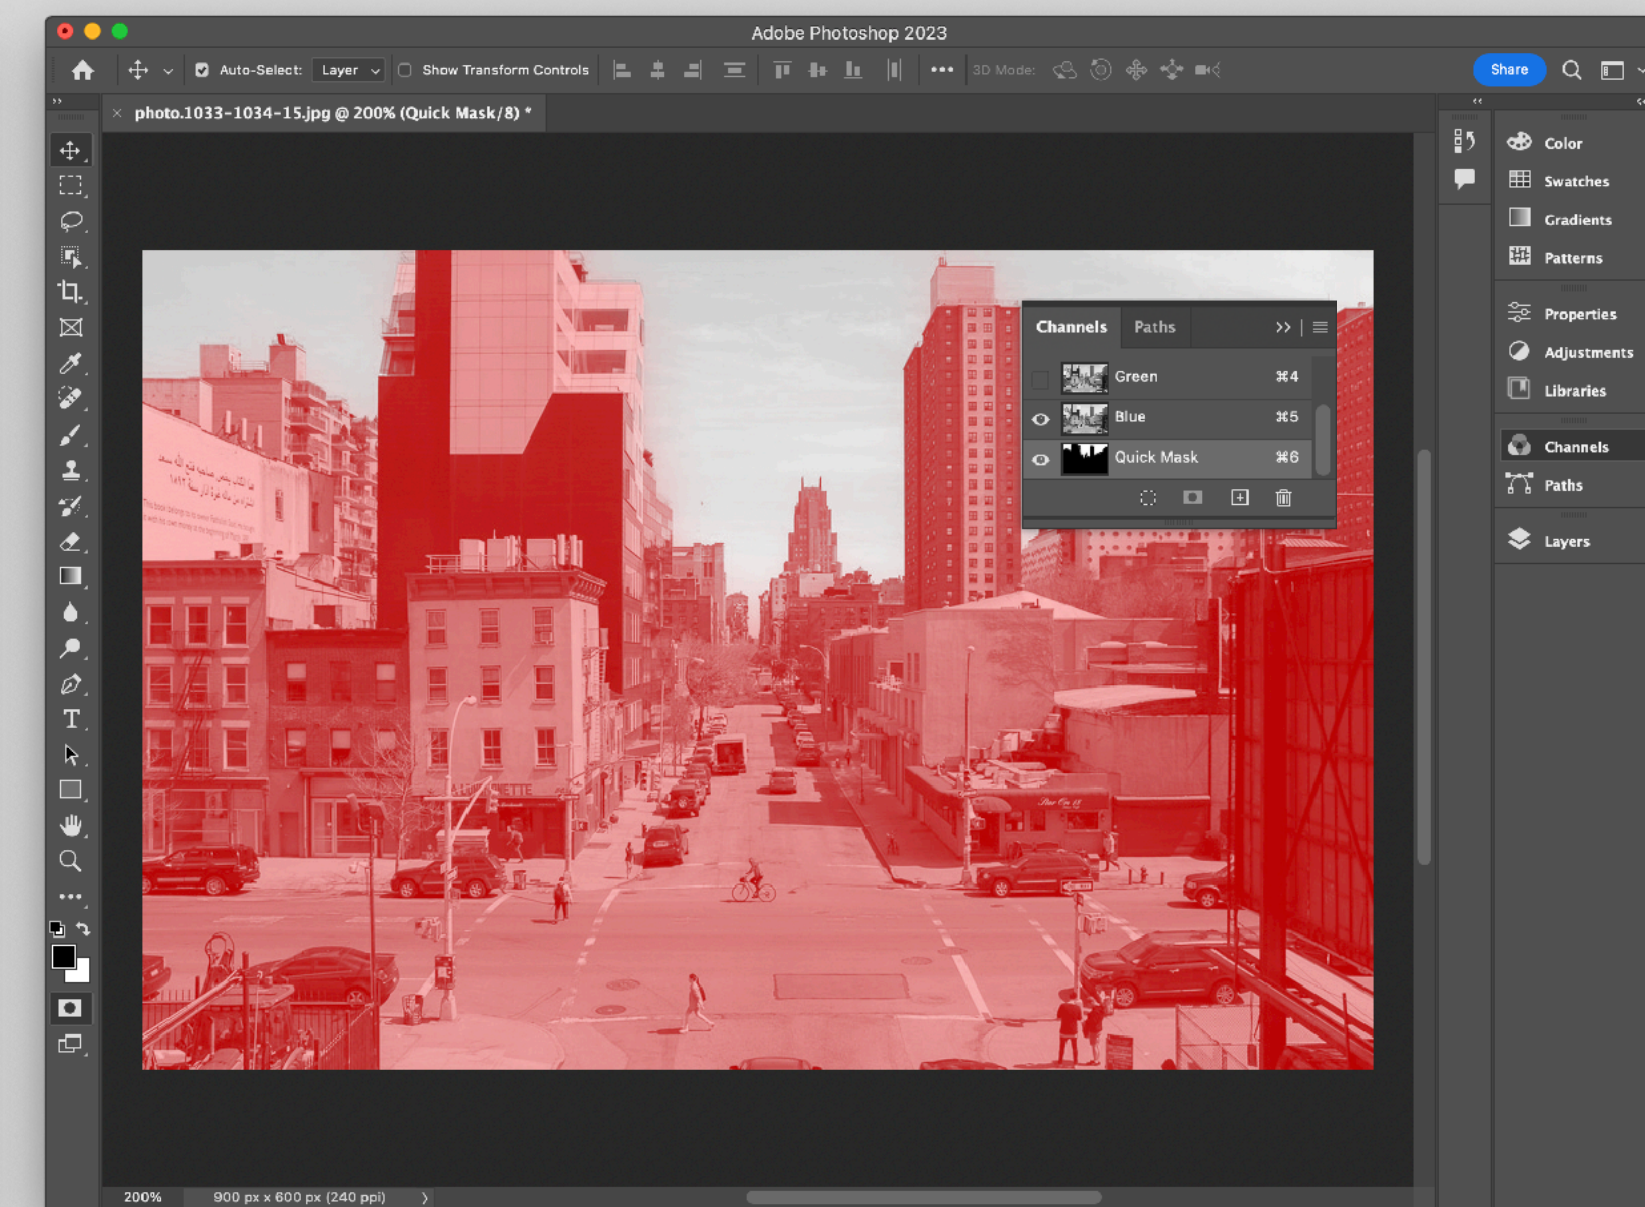 Adobe Photoshop 2023
Auto-Select: Layer Show Transform Controls 3D Mode: Share
photo.1033-1034-15.jpg @ 200% (Quick Mask/8) *
Color
Swatches
Gradients
Patterns
Properties
Adjustments
Libraries
Channels
Paths
Layers
Channels Paths
Green ⌘4
Blue ⌘5
Quick Mask ⌘6
200% 900 px x 600 px (240 ppi)